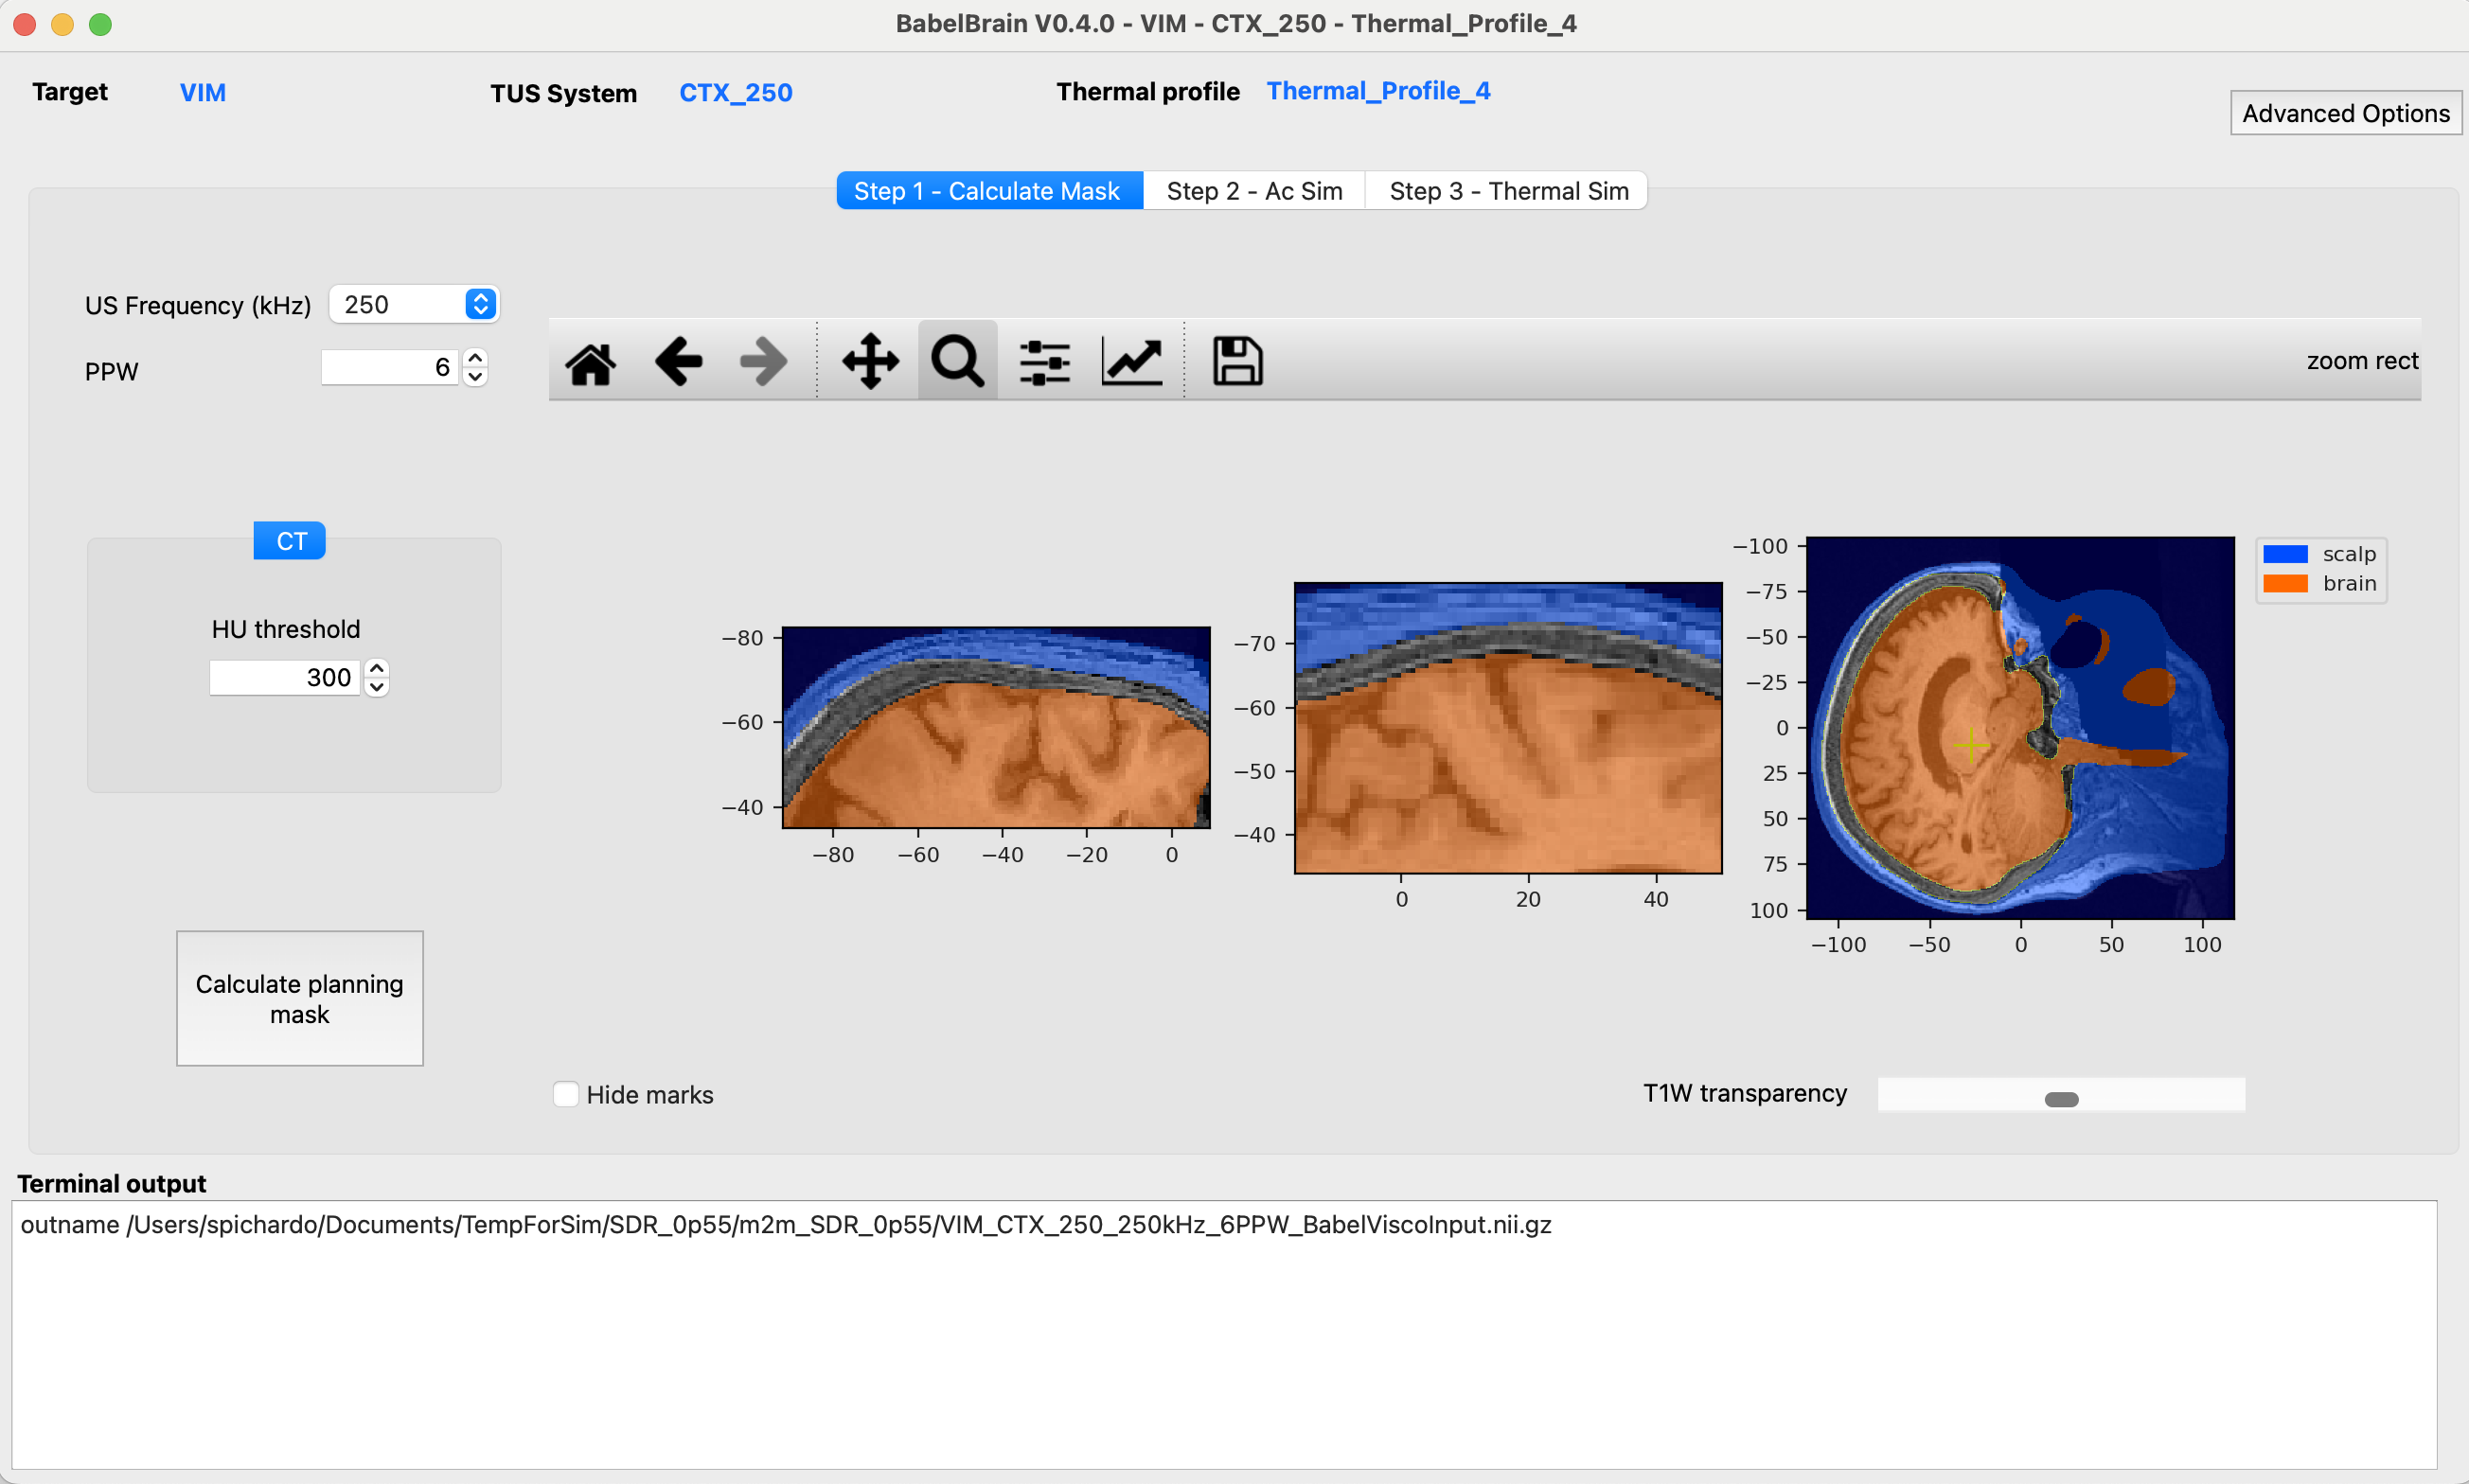 BabelBrain V0.4.0 - VIM - CTX_250 - Thermal_Profile_4
Target VIM TUS System CTX_250 Thermal profile Thermal_Profile_4
Advanced Options
Step 1 - Calculate Mask Step 2 - Ac Sim Step 3 - Thermal Sim
US Frequency (kHz) 250
PPW 6
zoom rect
CT
HU threshold
300
Calculate planning
mask
−80
−60
−40
−80 −60 −40 −20 0
−70
−60
−50
−40
0 20 40
−100
−75
−50
−25
0
25
50
75
100
−100 −50 0 50 100
scalp
brain
Hide marks
T1W transparency
Terminal output
outname /Users/spichardo/Documents/TempForSim/SDR_0p55/m2m_SDR_0p55/VIM_CTX_250_250kHz_6PPW_BabelViscoInput.nii.gz